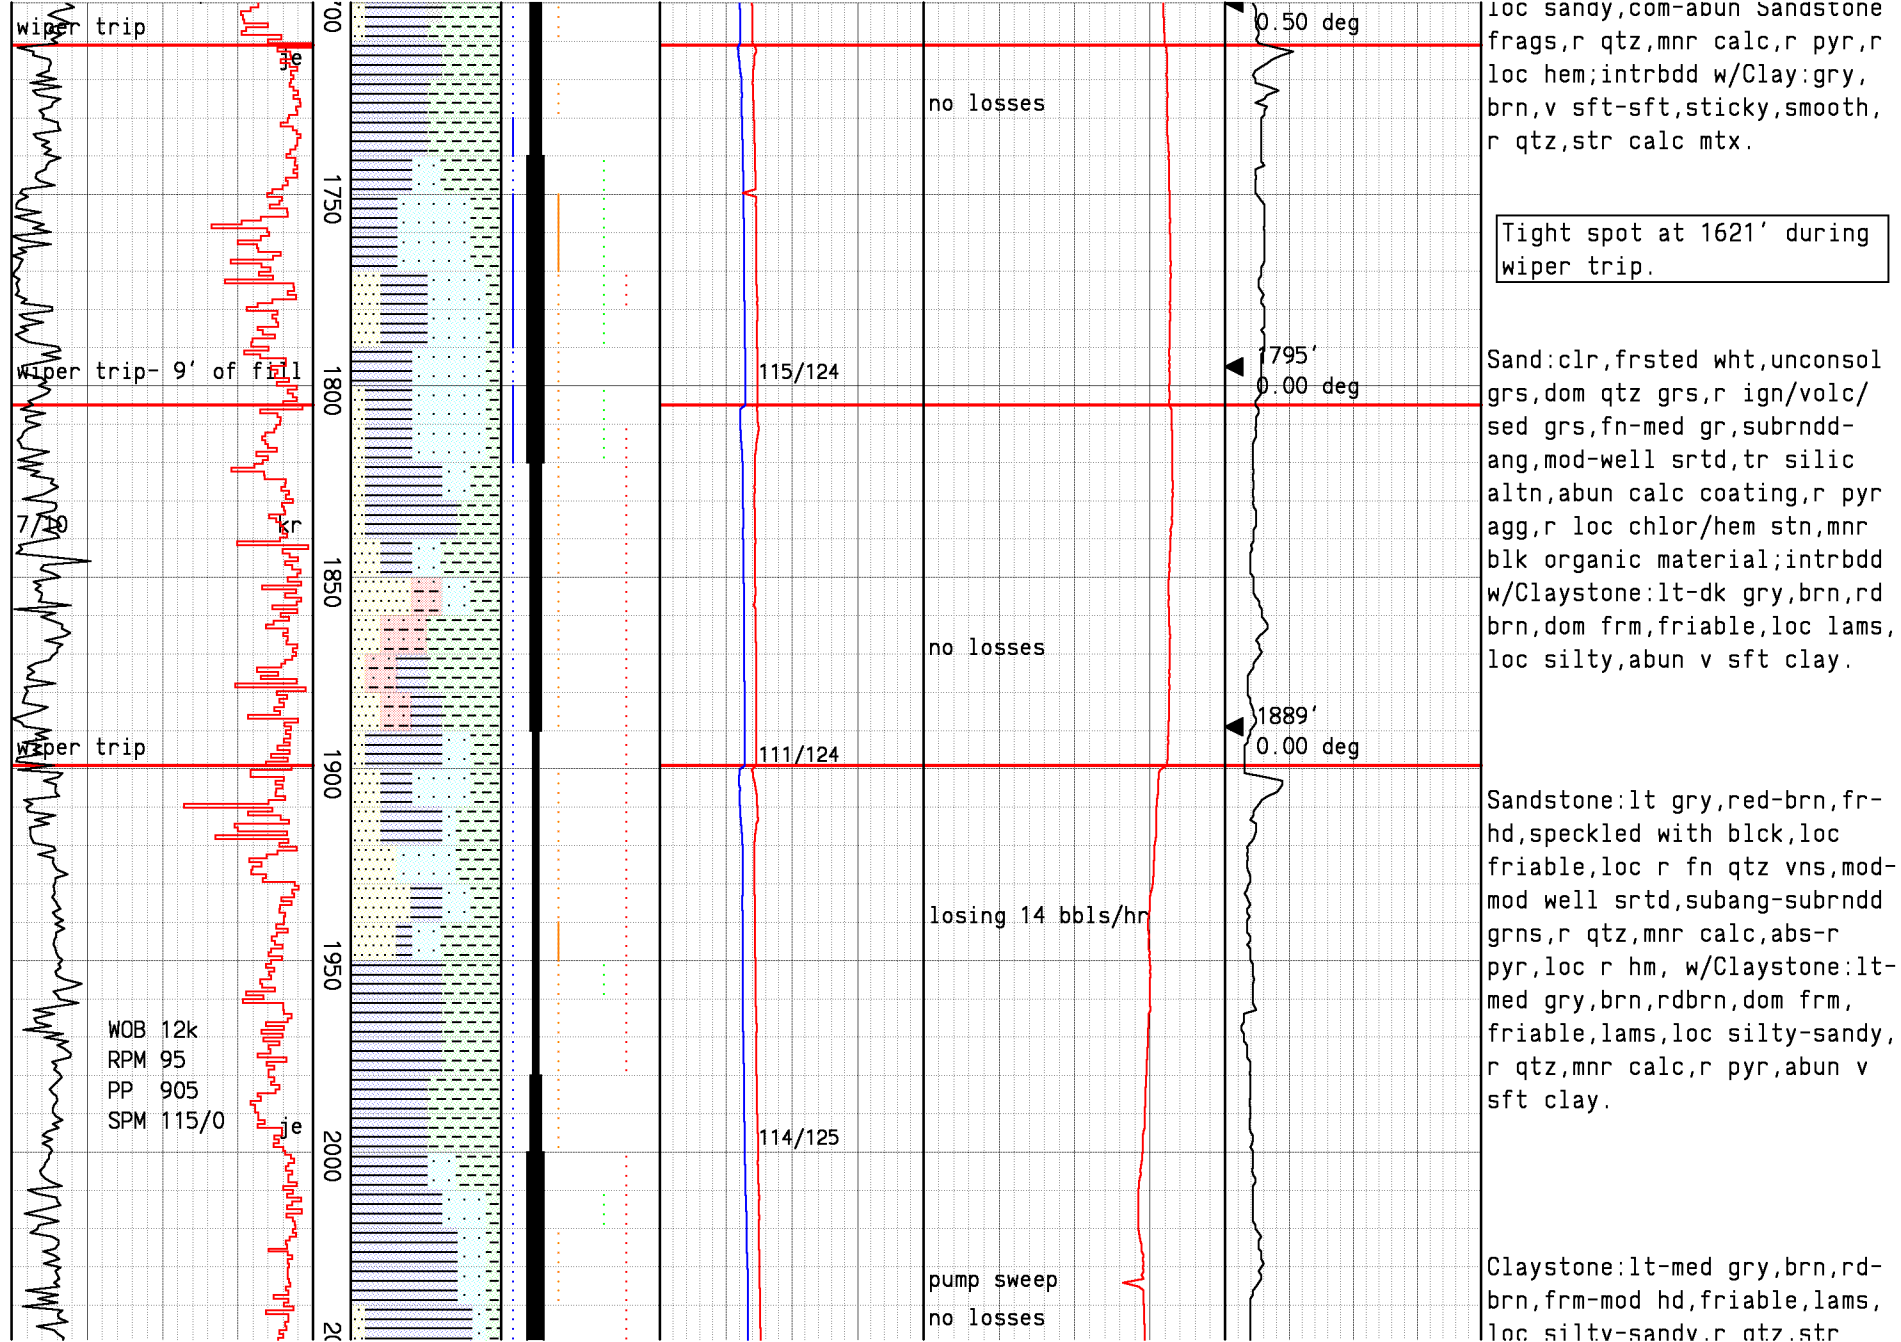 wiper trip
je
wiper trip- 9' of fill
7/10
kr
wiper trip
WOB 12k
RPM 95
PP  905
SPM 115/0
je
1750
1800
1850
1900
1950
2000
115/124
111/124
114/125
no losses
no losses
losing 14 bbls/hr
pump sweep
no losses
0.50 deg
1795'
0.00 deg
1889'
0.00 deg
loc sandy,com-abun Sandstone
frags,r qtz,mnr calc,r pyr,r
loc hem;intrbdd w/Clay:gry,
brn,v sft-sft,sticky,smooth,
r qtz,str calc mtx.
Tight spot at 1621' during
wiper trip.
Sand:clr,frsted wht,unconsol
grs,dom qtz grs,r ign/volc/
sed grs,fn-med gr,subrndd-
ang,mod-well srtd,tr silic
altn,abun calc coating,r pyr
agg,r loc chlor/hem stn,mnr
blk organic material;intrbdd
w/Claystone:lt-dk gry,brn,rd
brn,dom frm,friable,loc lams,
loc silty,abun v sft clay.
Sandstone:lt gry,red-brn,fr-
hd,speckled with blck,loc
friable,loc r fn qtz vns,mod-
mod well srtd,subang-subrndd
grns,r qtz,mnr calc,abs-r
pyr,loc r hm, w/Claystone:lt-
med gry,brn,rdbrn,dom frm,
friable,lams,loc silty-sandy,
r qtz,mnr calc,r pyr,abun v
sft clay.
Claystone:lt-med gry,brn,rd-
brn,frm-mod hd,friable,lams,
loc silty-sandy,r qtz,str